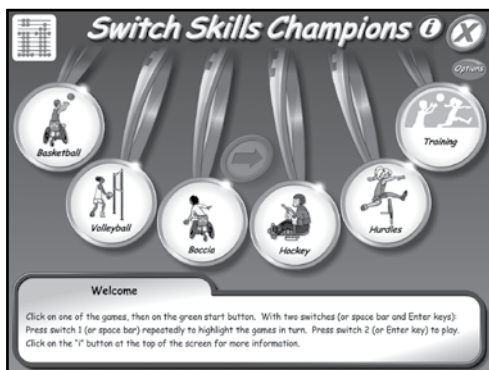 Switch Skills Champions i X
Options
Basketball
Volleyball
Boccia
Hockey
Hurdles
Training
Welcome
Click on one of the games, then on the green start button. With two switches (or space bar and Enter keys):
Press switch 1 (or space bar) repeatedly to highlight the games in turn. Press switch 2 (or Enter key) to play.
Click on the "i" button at the top of the screen for more information.